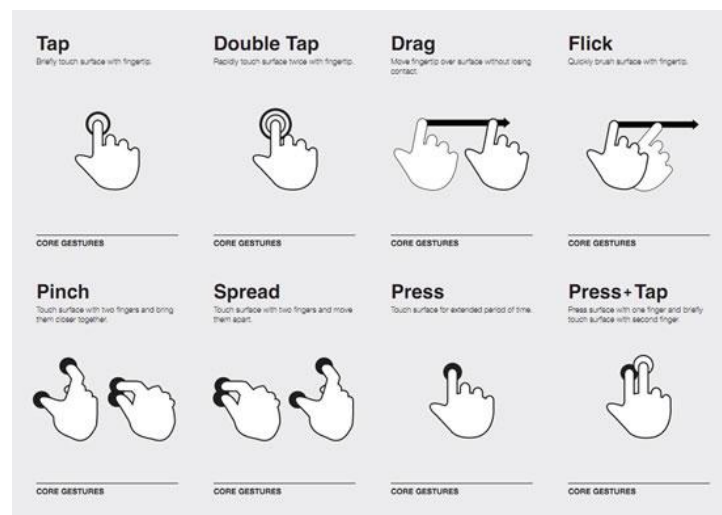 Tap
Briefly touch surface with fingertip.
CORE GESTURES
Double Tap
Rapidly touch surface twice with fingertip.
CORE GESTURES
Drag
Move fingertip over surface without losing
contact.
CORE GESTURES
Flick
Quickly brush surface with fingertip.
CORE GESTURES
Pinch
Touch surface with two fingers and bring
them closer together.
CORE GESTURES
Spread
Touch surface with two fingers and move
them apart.
CORE GESTURES
Press
Touch surface for extended period of time.
CORE GESTURES
Press+Tap
Press surface with one finger and briefly
touch surface with second finger.
CORE GESTURES